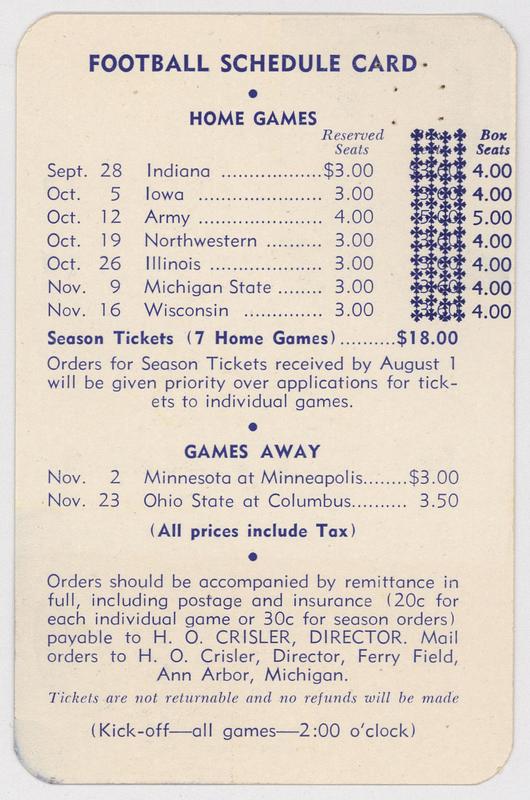 FOOTBALL SCHEDULE CARD
HOME GAMES
Reserved Seats Box Seats
Sept. 28 Indiana ..................$3.00 4.00
Oct. 5 Iowa ...................... 3.00 4.00
Oct. 12 Army ...................... 4.00 5.00
Oct. 19 Northwestern .......... 3.00 4.00
Oct. 26 Illinois .................... 3.00 4.00
Nov. 9 Michigan State ........ 3.00 4.00
Nov. 16 Wisconsin .............. 3.00 4.00
Season Tickets (7 Home Games)..........$18.00
Orders for Season Tickets received by August 1
will be given priority over applications for tick-
ets to individual games.
GAMES AWAY
Nov. 2 Minnesota at Minneapolis........$3.00
Nov. 23 Ohio State at Columbus.......... 3.50
(All prices include Tax)
Orders should be accompanied by remittance in
full, including postage and insurance (20c for
each individual game or 30c for season orders)
payable to H. O. CRISLER, DIRECTOR. Mail
orders to H. O. Crisler, Director, Ferry Field,
Ann Arbor, Michigan.
Tickets are not returnable and no refunds will be made
(Kick-off—all games—2:00 o'clock)